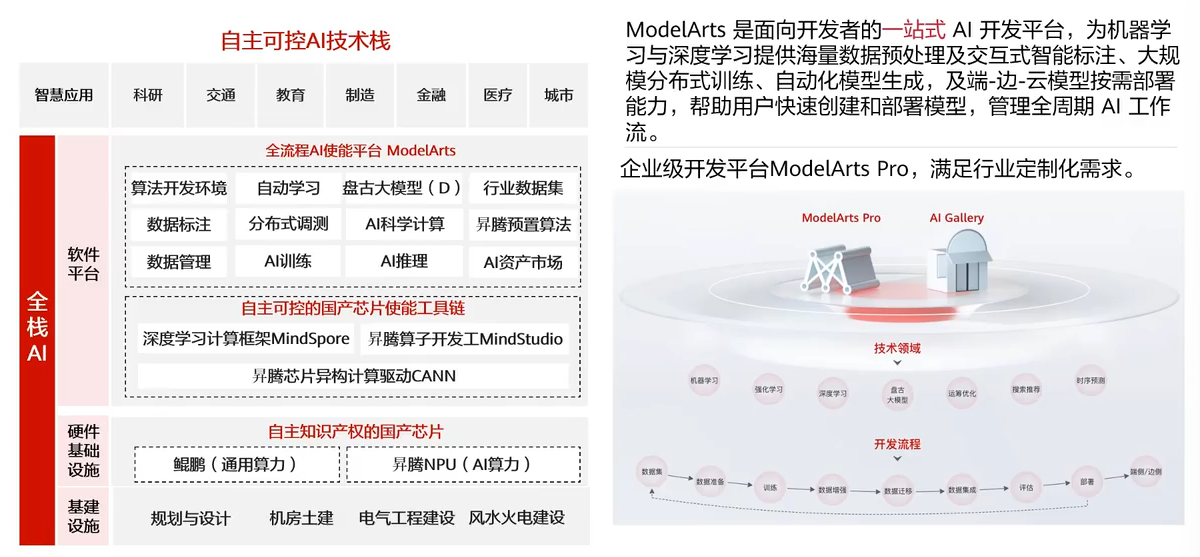 自主可控AI技术栈
智慧应用 科研 交通 教育 制造 金融 医疗 城市
全栈AI
软件平台
全流程AI使能平台 ModelArts
算法开发环境 自动学习 盘古大模型（D） 行业数据集
数据标注 分布式调测 AI科学计算 昇腾预置算法
数据管理 AI训练 AI推理 AI资产市场
自主可控的国产芯片使能工具链
深度学习计算框架MindSpore 昇腾算子开发工MindStudio
昇腾芯片异构计算驱动CANN
硬件基础设施
自主知识产权的国产芯片
鲲鹏（通用算力） 昇腾NPU（AI算力）
基建设施
规划与设计 机房土建 电气工程建设 风水火电建设
ModelArts 是面向开发者的一站式 AI 开发平台，为机器学
习与深度学习提供海量数据预处理及交互式智能标注、大规
模分布式训练、自动化模型生成，及端-边-云模型按需部署
能力，帮助用户快速创建和部署模型，管理全周期 AI 工作
流。
企业级开发平台ModelArts Pro，满足行业定制化需求。
ModelArts Pro AI Gallery
技术领域
机器学习 强化学习 深度学习 盘古大模型 运筹优化 搜索推荐 时序预测
开发流程
数据集 数据准备 训练 数据增强 数据迁移 数据集成 评估 部署 端侧/边侧